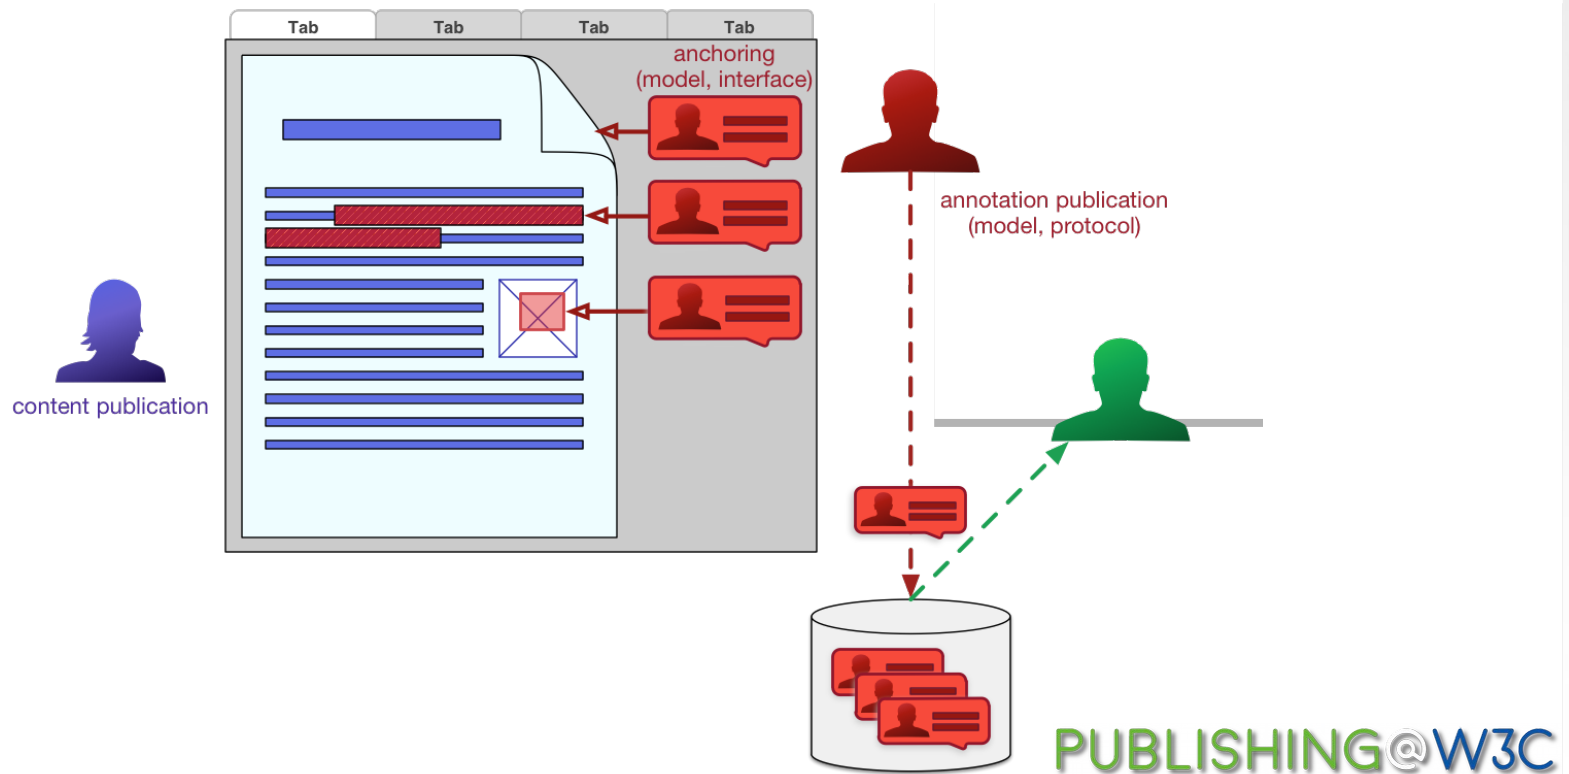 Tab
Tab
Tab
Tab
anchoring
(model, interface)
annotation publication
(model, protocol)
content publication
PUBLISHING@W3C